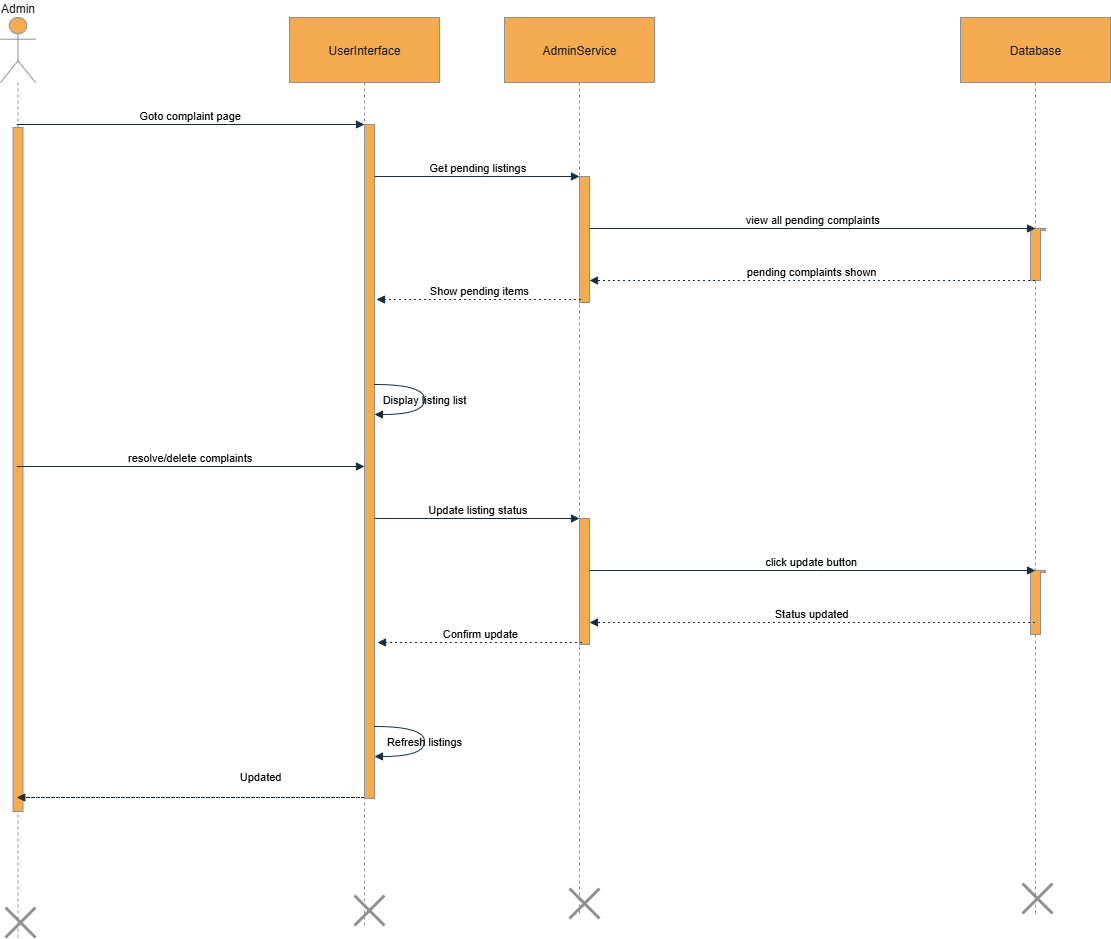 Admin
UserInterface
AdminService
Database
Goto complaint page
Get pending listings
view all pending complaints
pending complaints shown
Show pending items
Display listing list
resolve/delete complaints
Update listing status
click update button
Status updated
Confirm update
Refresh listings
Updated